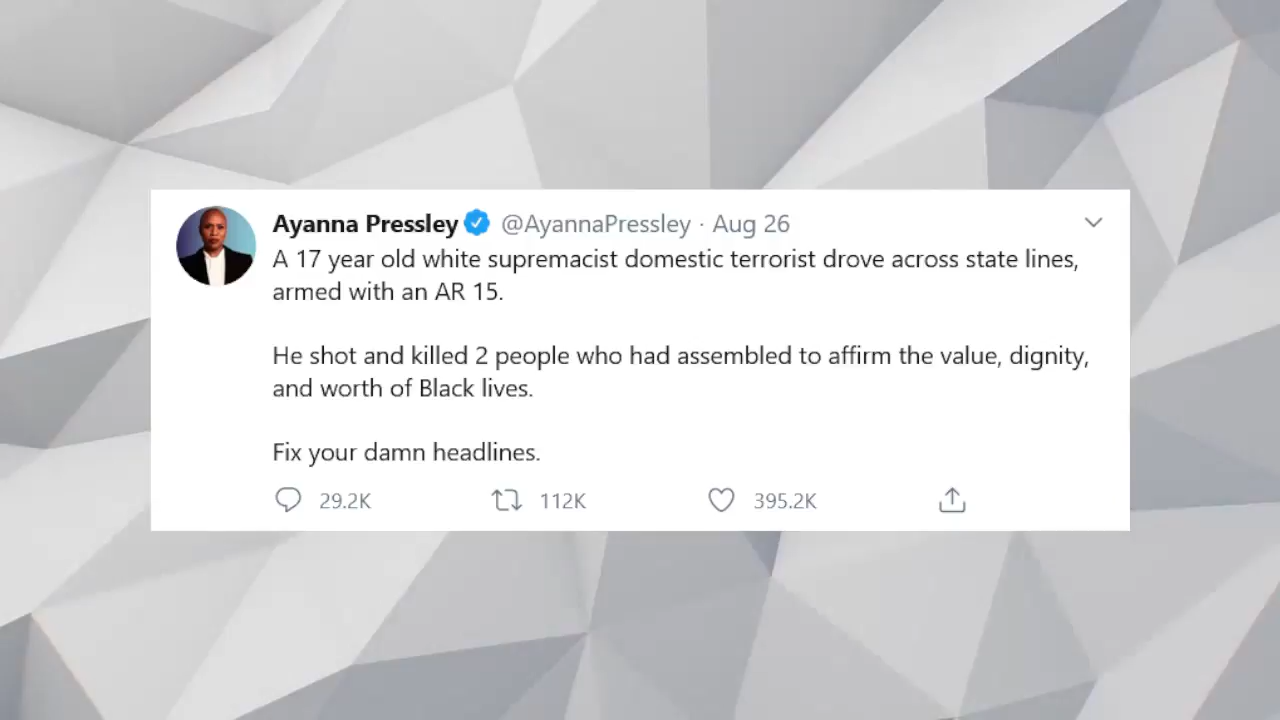 Ayanna Pressley @AyannaPressley · Aug 26
A 17 year old white supremacist domestic terrorist drove across state lines,
armed with an AR 15.
He shot and killed 2 people who had assembled to affirm the value, dignity,
and worth of Black lives.
Fix your damn headlines.
29.2K 112K 395.2K